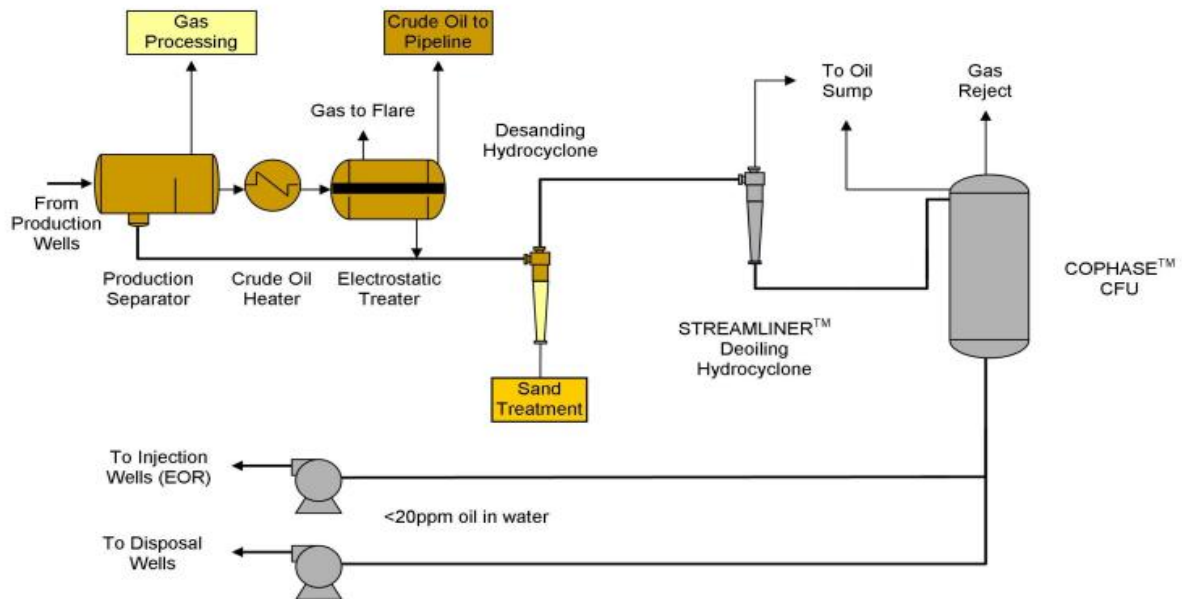 Gas
Processing
Crude Oil to
Pipeline
Gas to Flare
To Oil
Sump
Gas
Reject
Desanding
Hydrocyclone
From
Production
Wells
Production
Separator
Crude Oil
Heater
Electrostatic
Treater
COPHASE™
CFU
STREAMLINER™
Deoiling
Hydrocyclone
Sand
Treatment
To Injection
Wells (EOR)
<20ppm oil in water
To Disposal
Wells